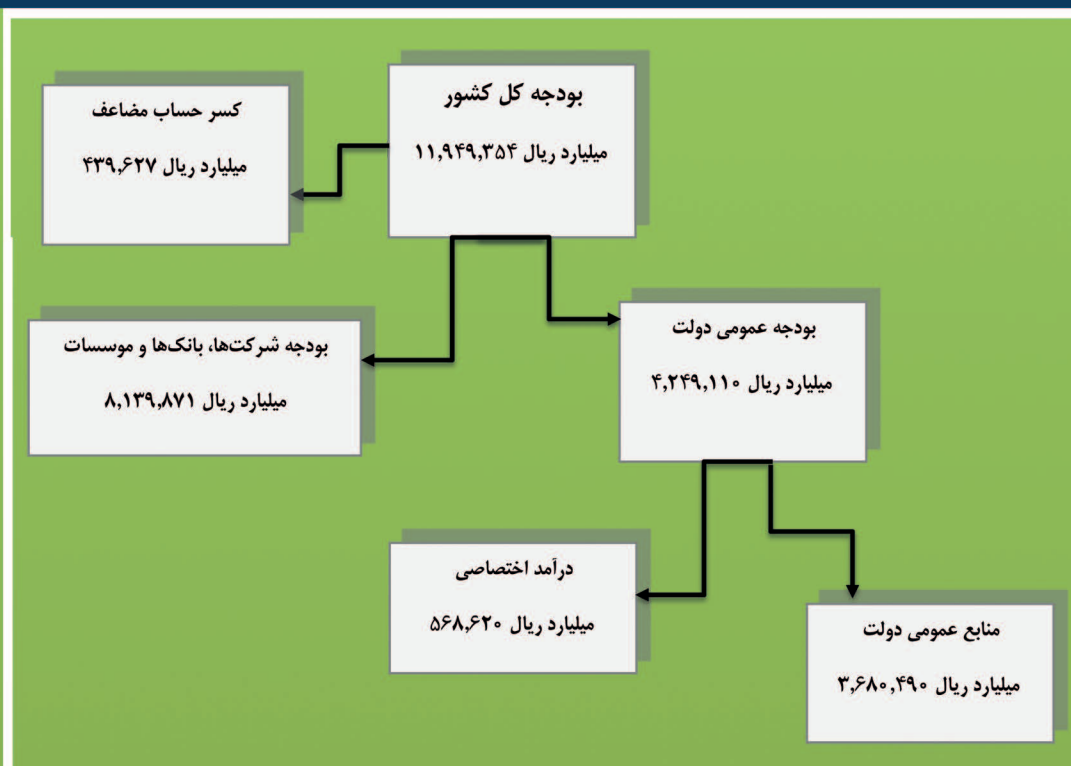 بودجه کل کشور
میلیارد ریال ۱۱,۹۴۹,۳۵۴
کسر حساب مضاعف
میلیارد ریال ۴۳۹,۶۲۷
بودجه عمومی دولت
میلیارد ریال ۴,۲۴۹,۱۱۰
بودجه شرکت‌ها، بانک‌ها و موسسات
میلیارد ریال ۸,۱۳۹,۸۷۱
درآمد اختصاصی
میلیارد ریال ۵۶۸,۶۲۰
منابع عمومی دولت
میلیارد ریال ۳,۶۸۰,۴۹۰